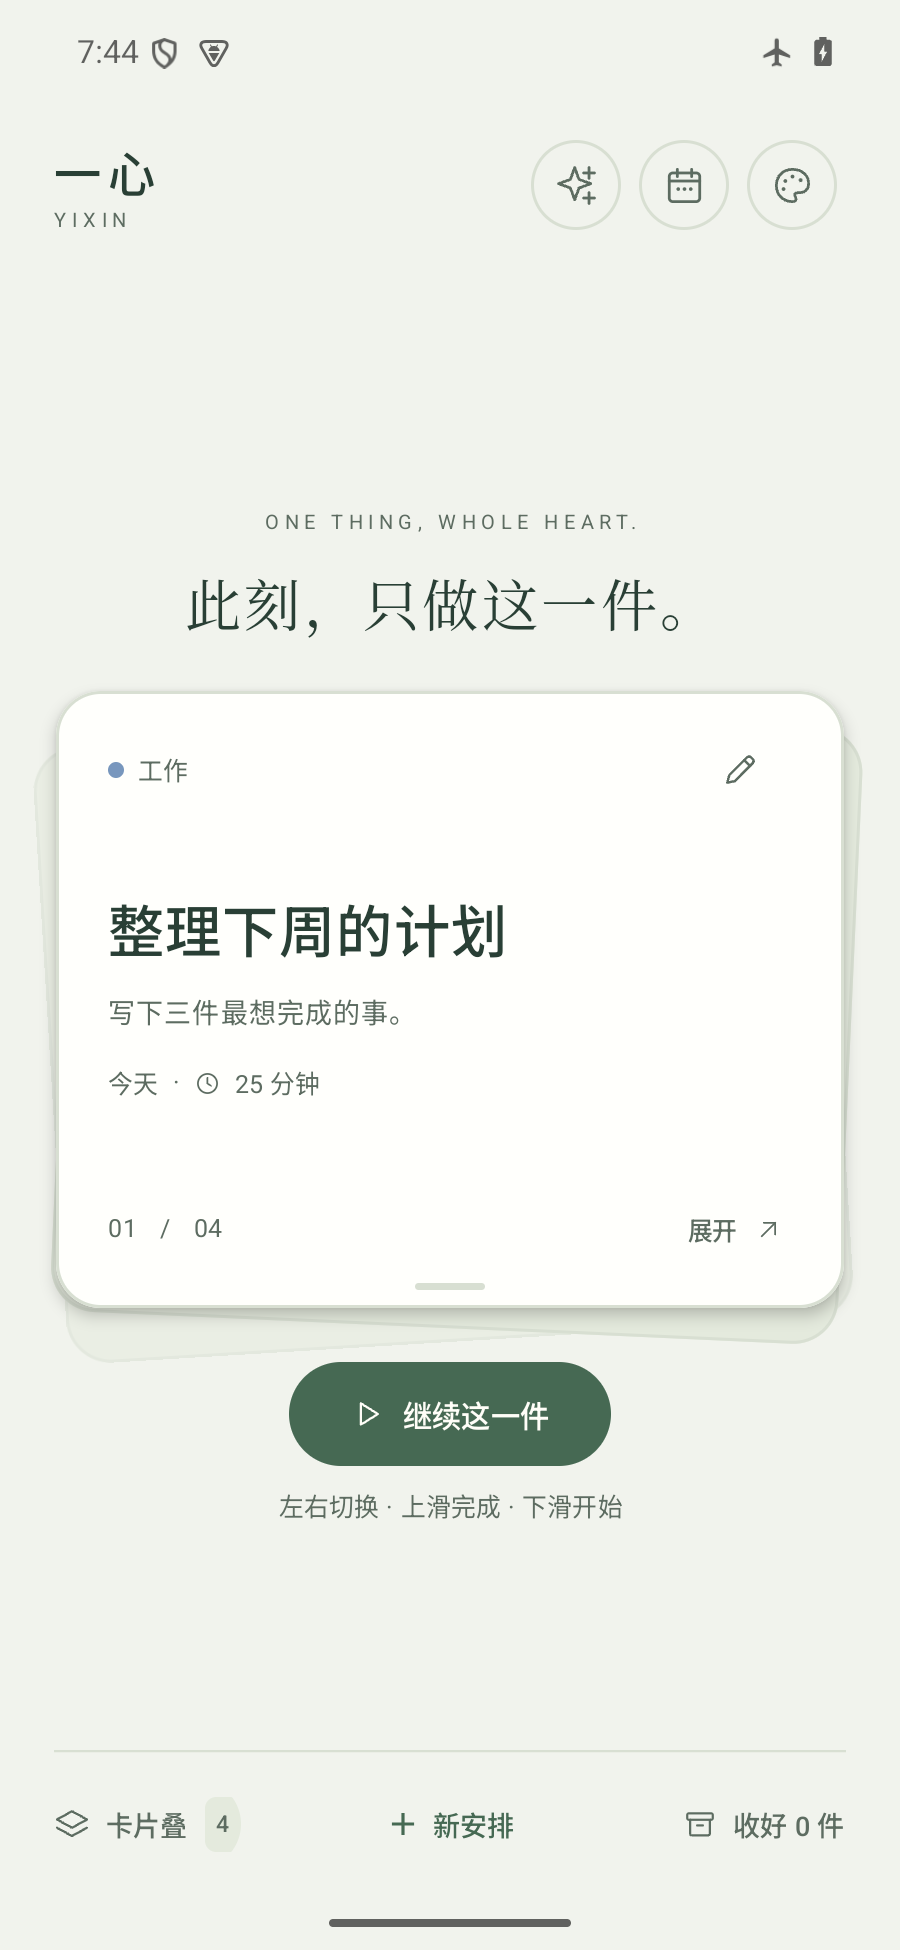 7:44
一心
YIXIN
ONE THING, WHOLE HEART.
此刻，只做这一件。
工作
整理下周的计划
写下三件最想完成的事。
今天 · 25 分钟
01 / 04
展开
继续这一件
左右切换 · 上滑完成 · 下滑开始
卡片叠 4
新安排
收好 0 件